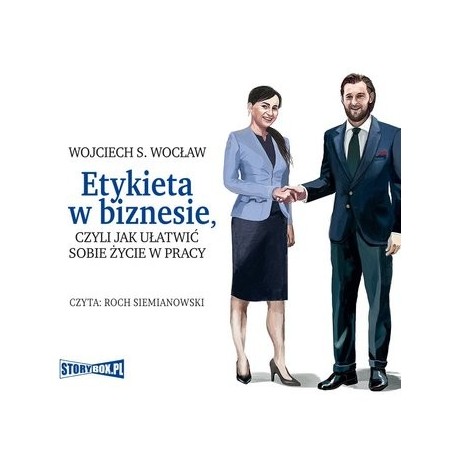 WOJCIECH S. WOCŁAW
Etykieta
w biznesie,
CZYLI JAK UŁATWIĆ
SOBIE ŻYCIE W PRACY
CZYTA: ROCH SIEMIANOWSKI
STORYBOX.PL